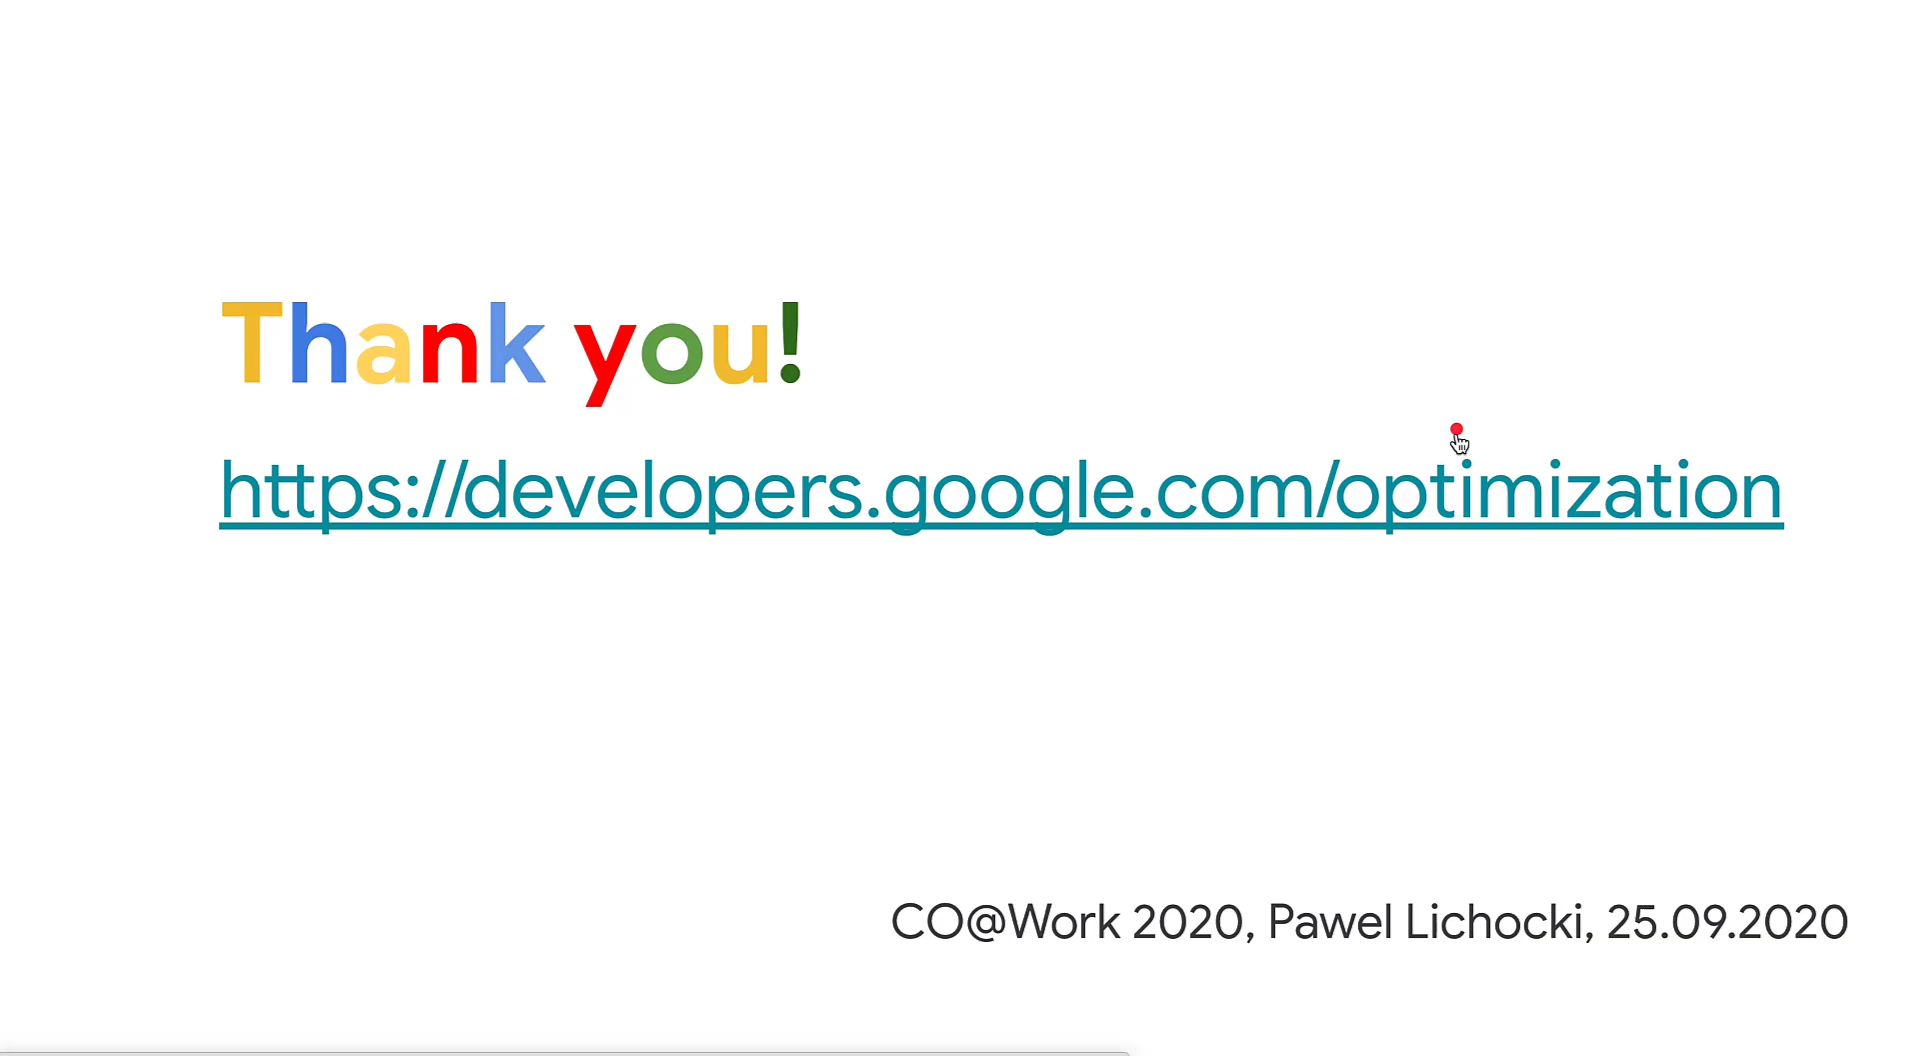 Thank you!
https://developers.google.com/optimization
CO@Work 2020, Pawel Lichocki, 25.09.2020